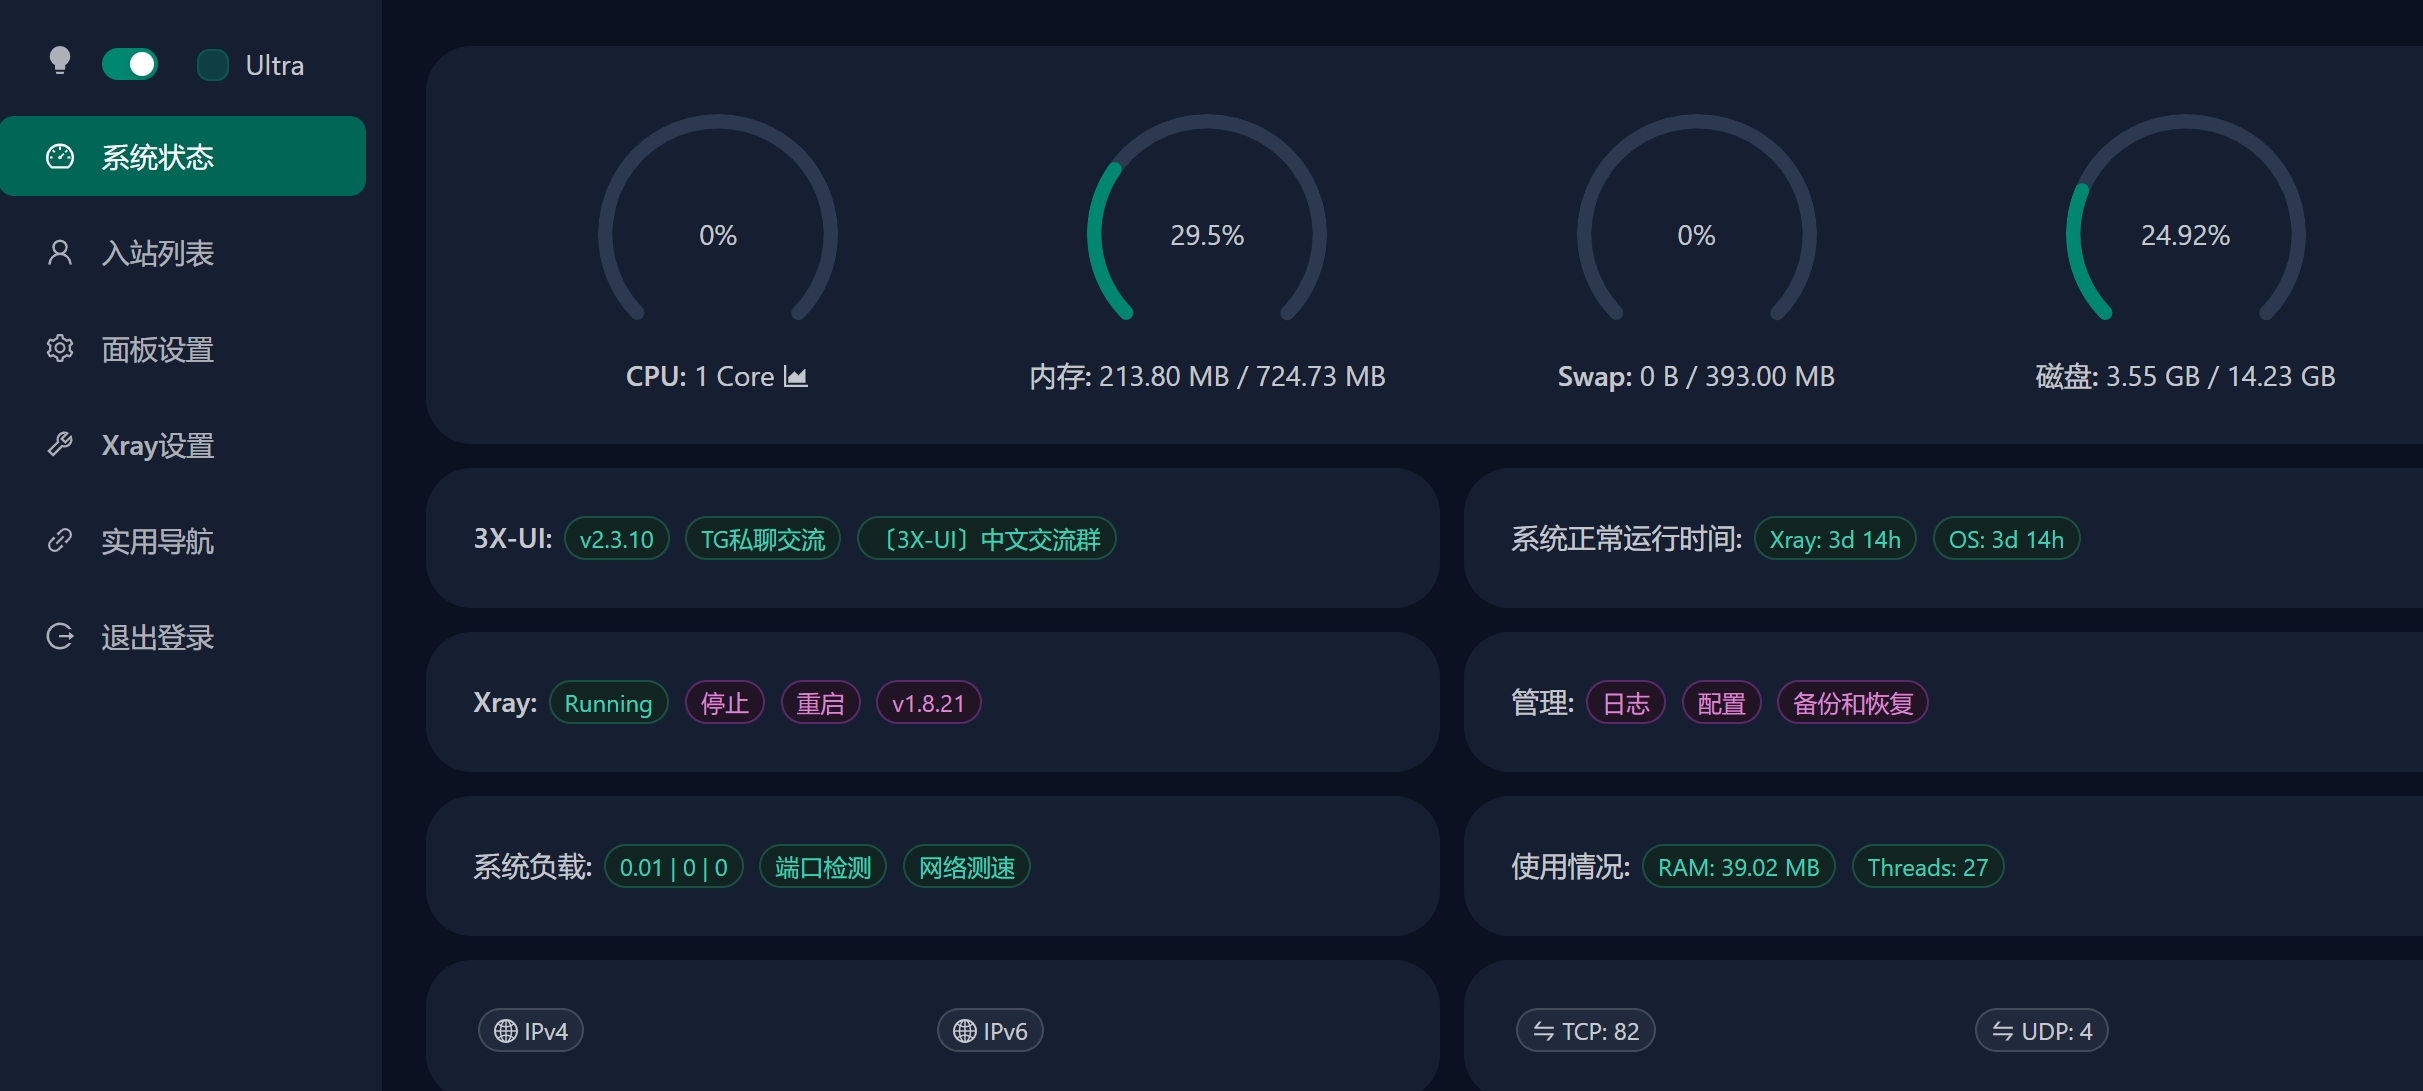 Ultra
系统状态
入站列表
面板设置
Xray设置
实用导航
退出登录
0%
29.5%
0%
24.92%
CPU: 1 Core
内存: 213.80 MB / 724.73 MB
Swap: 0 B / 393.00 MB
磁盘: 3.55 GB / 14.23 GB
3X-UI: v2.3.10 TG私聊交流 〔3X-UI〕中文交流群
系统正常运行时间: Xray: 3d 14h OS: 3d 14h
Xray: Running 停止 重启 v1.8.21
管理: 日志 配置 备份和恢复
系统负载: 0.01 | 0 | 0 端口检测 网络测速
使用情况: RAM: 39.02 MB Threads: 27
IPv4
IPv6
TCP: 82
UDP: 4